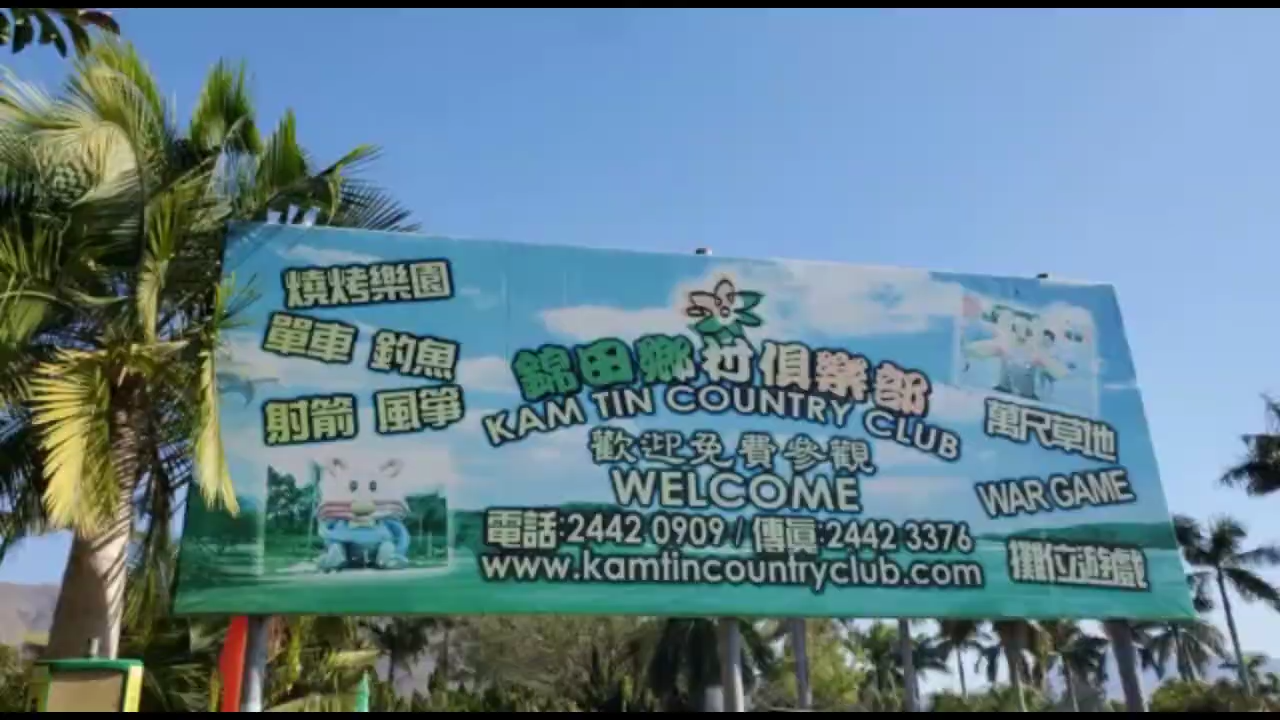 燒烤樂園
單車 釣魚
射箭 風箏
錦田鄉村俱樂部
KAM TIN COUNTRY CLUB
歡迎免費參觀
WELCOME
電話:2442 0909 / 傳眞:2442 3376
www.kamtincountryclub.com
萬尺草地
WAR GAME
攤位遊戲